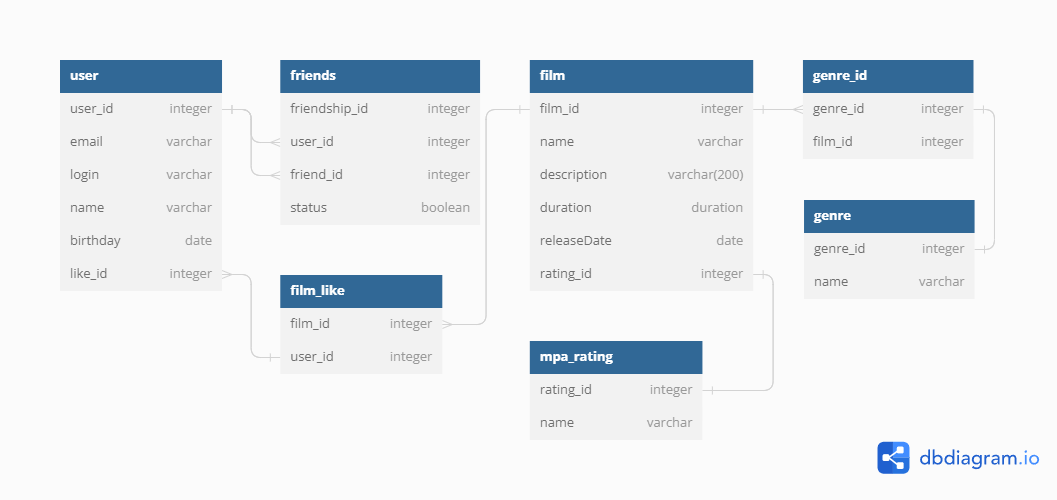 user
user_id integer
email varchar
login varchar
name varchar
birthday date
like_id integer
friends
friendship_id integer
user_id integer
friend_id integer
status boolean
film_like
film_id integer
user_id integer
film
film_id integer
name varchar
description varchar(200)
duration duration
releaseDate date
rating_id integer
mpa_rating
rating_id integer
name varchar
genre_id
genre_id integer
film_id integer
genre
genre_id integer
name varchar
dbdiagram.io